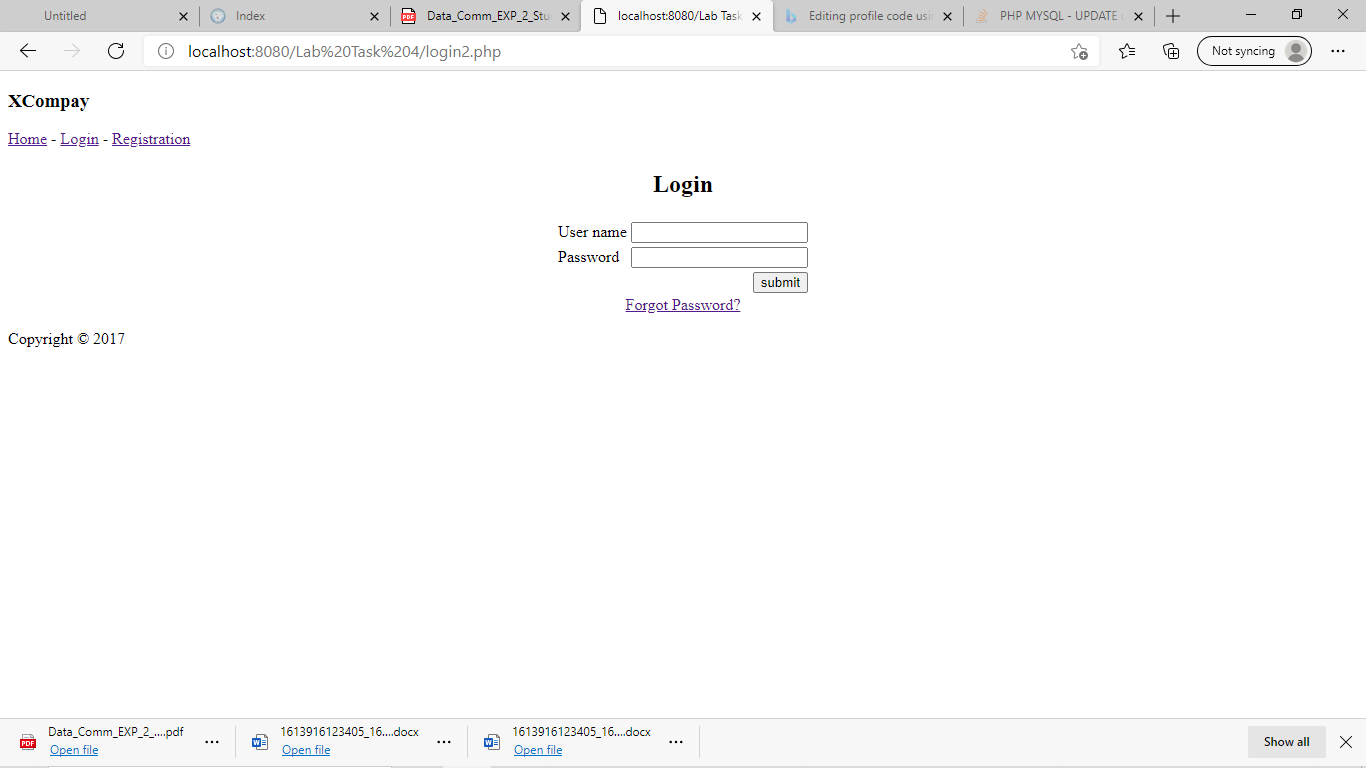 Untitled
Index
Data_Comm_EXP_2_Stu
localhost:8080/Lab Task
Editing profile code usi
PHP MYSQL - UPDATE
localhost:8080/Lab%20Task%204/login2.php
Not syncing
XCompay
Home - Login - Registration
Login
User name
Password
submit
Forgot Password?
Copyright © 2017
Data_Comm_EXP_2_....pdf
Open file
1613916123405_16....docx
Open file
1613916123405_16....docx
Open file
Show all